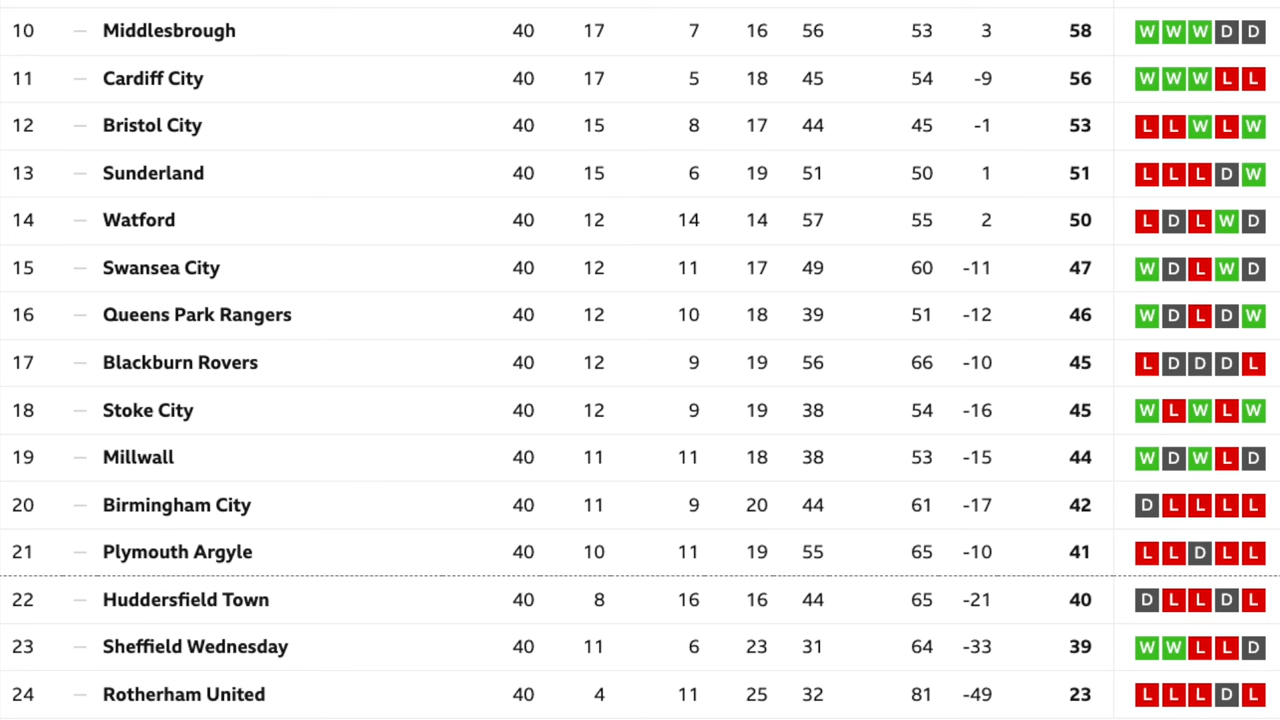 10 — Middlesbrough 40 17 7 16 56 53 3 58 W W W D D
11 — Cardiff City 40 17 5 18 45 54 -9 56 W W W L L
12 — Bristol City 40 15 8 17 44 45 -1 53 L L W L W
13 — Sunderland 40 15 6 19 51 50 1 51 L L L D W
14 — Watford 40 12 14 14 57 55 2 50 L D L W D
15 — Swansea City 40 12 11 17 49 60 -11 47 W D L W D
16 — Queens Park Rangers 40 12 10 18 39 51 -12 46 W D L D W
17 — Blackburn Rovers 40 12 9 19 56 66 -10 45 L D D D L
18 — Stoke City 40 12 9 19 38 54 -16 45 W L W L W
19 — Millwall 40 11 11 18 38 53 -15 44 W D W L D
20 — Birmingham City 40 11 9 20 44 61 -17 42 D L L L L
21 — Plymouth Argyle 40 10 11 19 55 65 -10 41 L L D L L
22 — Huddersfield Town 40 8 16 16 44 65 -21 40 D L L D L
23 — Sheffield Wednesday 40 11 6 23 31 64 -33 39 W W L L D
24 — Rotherham United 40 4 11 25 32 81 -49 23 L L L D L